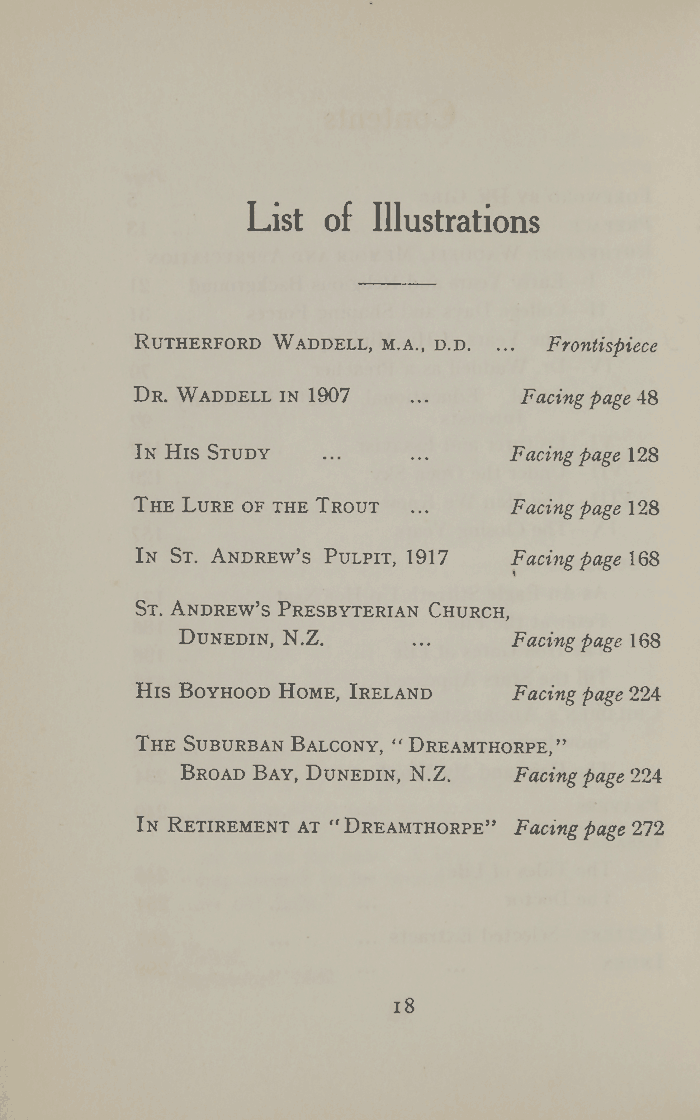 List of Illustrations
RUTHERFORD WADDELL, M.A., D.D. ... Frontispiece
DR. WADDELL IN 1907 ... Facing page 48
IN HIS STUDY ... ... Facing page 128
THE LURE OF THE TROUT ... Facing page 128
IN ST. ANDREW'S PULPIT, 1917 Facing page 168
ST. ANDREW'S PRESBYTERIAN CHURCH,
DUNEDIN, N.Z. ... Facing page 168
HIS BOYHOOD HOME, IRELAND Facing page 224
THE SUBURBAN BALCONY, "DREAMTHORPE,"
BROAD BAY, DUNEDIN, N.Z. Facing page 224
IN RETIREMENT AT "DREAMTHORPE" Facing page 272
18